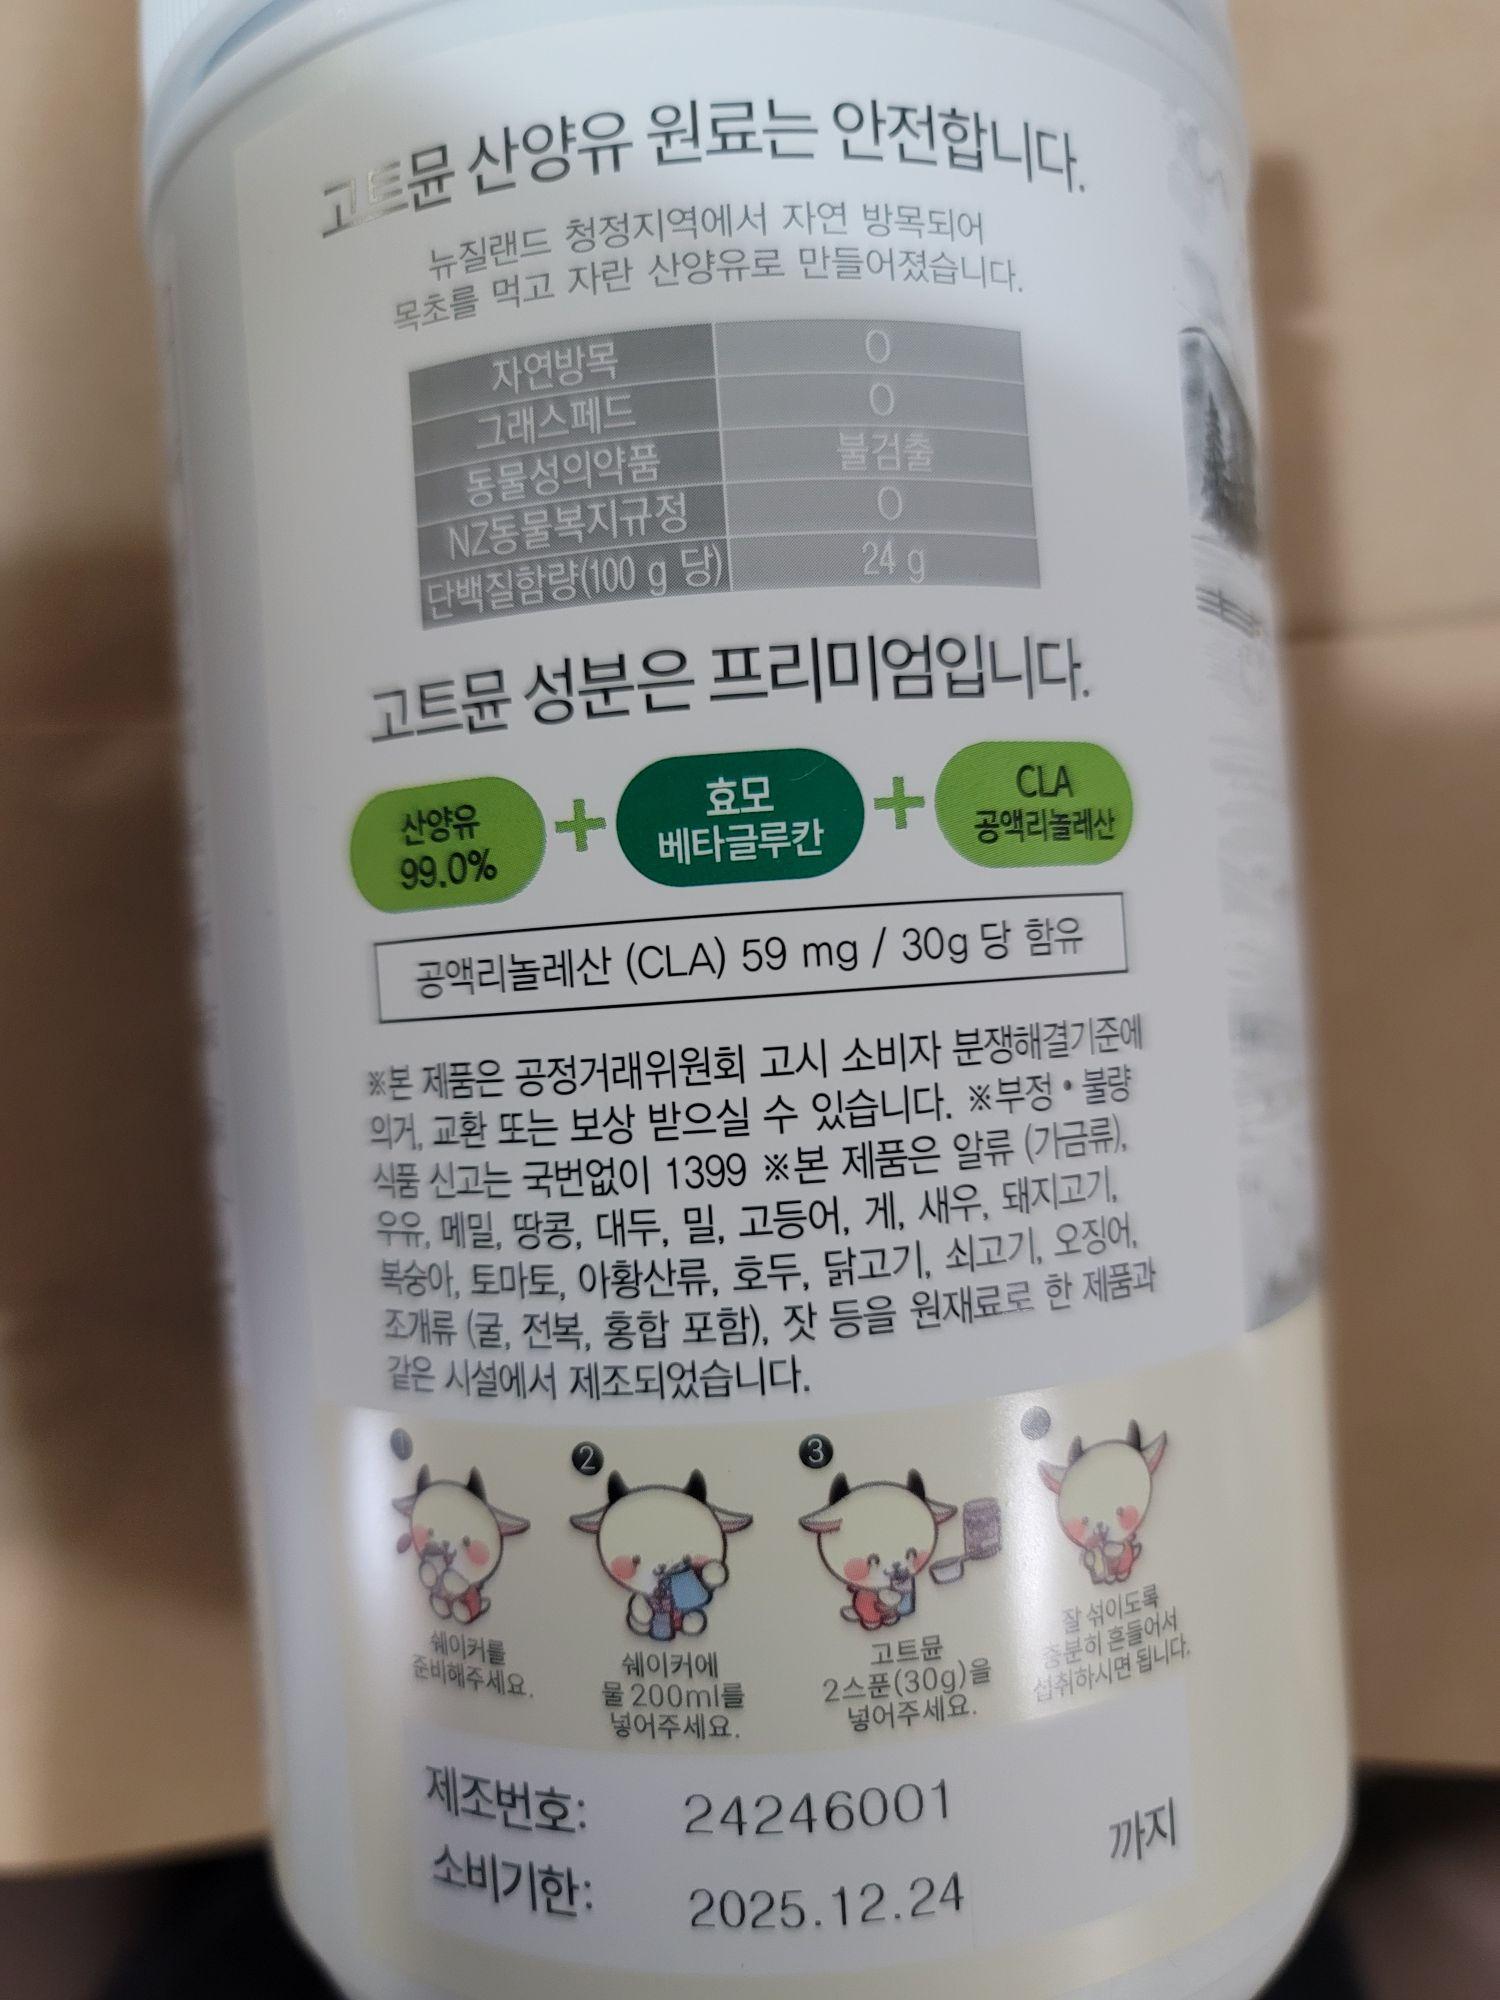 고트뮨 산양유 원료는 안전합니다.
뉴질랜드 청정지역에서 자연 방목되어
목초를 먹고 자란 산양유로 만들어졌습니다.
자연방목 O
그래스페드 O
동물성의약품 불검출
NZ동물복지규정 O
단백질함량(100 g 당) 24 g
고트뮨 성분은 프리미엄입니다.
산양유 99.0% + 효모 베타글루칸 + CLA 공액리놀레산
공액리놀레산 (CLA) 59 mg / 30g 당 함유
※본 제품은 공정거래위원회 고시 소비자 분쟁해결기준에
의거, 교환 또는 보상 받으실 수 있습니다. ※부정•불량
식품 신고는 국번없이 1399 ※본 제품은 알류 (가금류),
우유, 메밀, 땅콩, 대두, 밀, 고등어, 게, 새우, 돼지고기,
복숭아, 토마토, 아황산류, 호두, 닭고기, 쇠고기, 오징어,
조개류 (굴, 전복, 홍합 포함), 잣 등을 원재료로 한 제품과
같은 시설에서 제조되었습니다.
1
쉐이커를
준비해주세요.
2
쉐이커에
물 200ml를
넣어주세요.
3
고트뮨
2스푼(30g)을
넣어주세요.
잘 섞이도록
충분히 흔들어서
섭취하시면 됩니다.
제조번호: 24246001
소비기한: 2025.12.24 까지